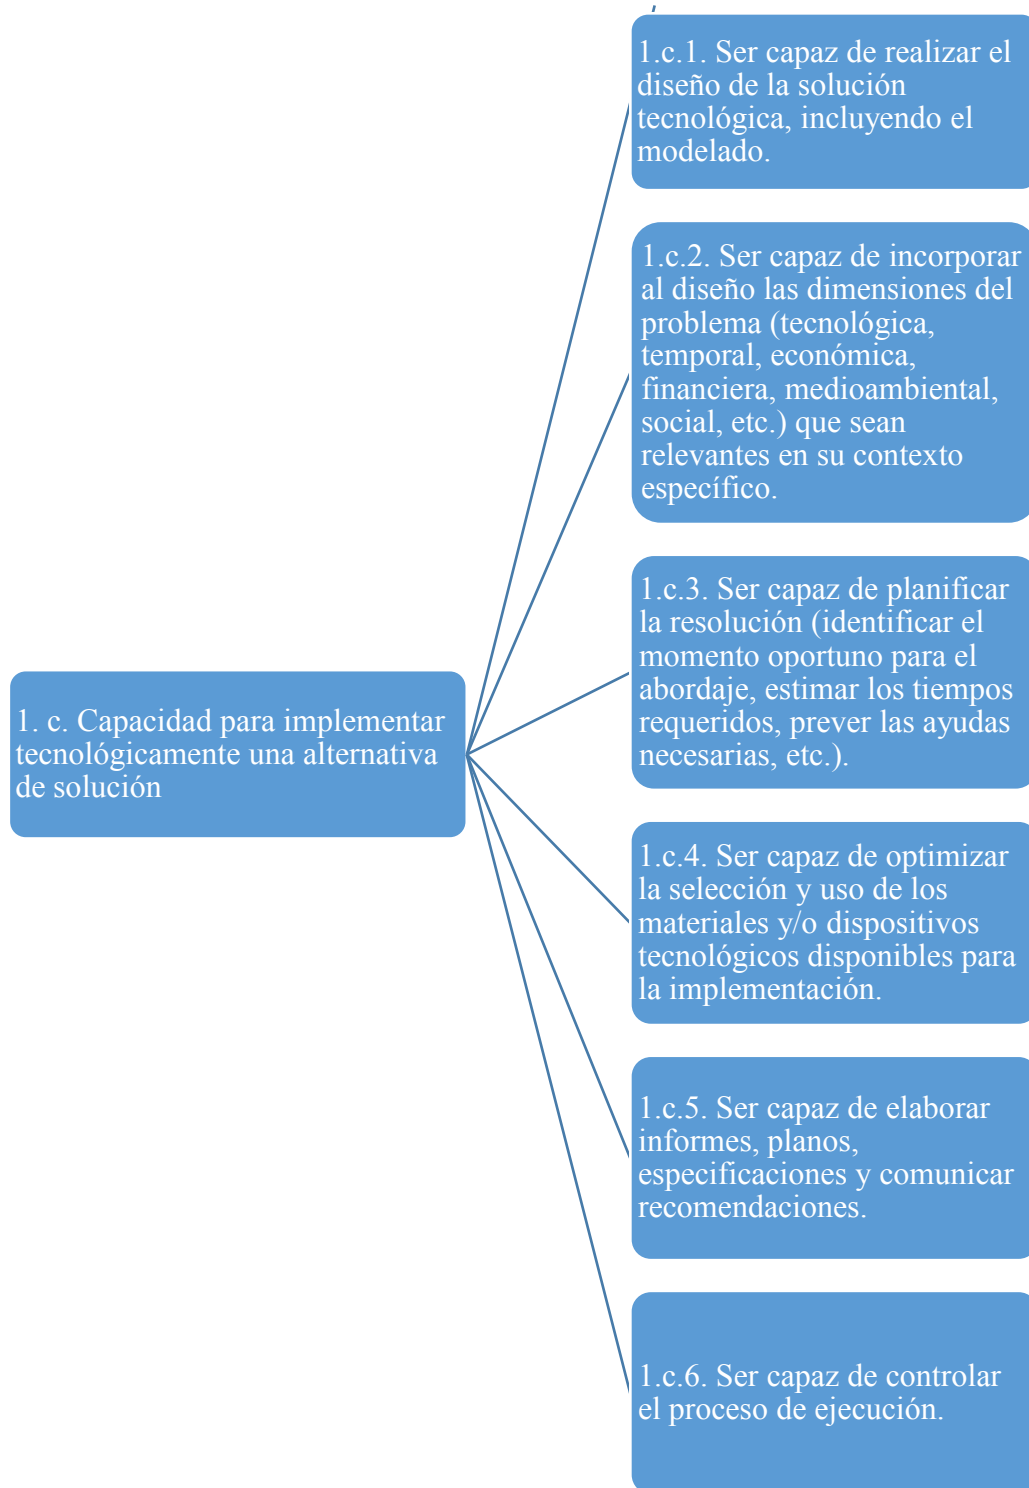 1.c.1. Ser capaz de realizar el
diseño de la solución
tecnológica, incluyendo el
modelado.
1.c.2. Ser capaz de incorporar
al diseño las dimensiones del
problema (tecnológica,
temporal, económica,
financiera, medioambiental,
social, etc.) que sean
relevantes en su contexto
específico.
1.c.3. Ser capaz de planificar
la resolución (identificar el
momento oportuno para el
abordaje, estimar los tiempos
requeridos, prever las ayudas
necesarias, etc.).
1. c. Capacidad para implementar
tecnológicamente una alternativa
de solución
1.c.4. Ser capaz de optimizar
la selección y uso de los
materiales y/o dispositivos
tecnológicos disponibles para
la implementación.
1.c.5. Ser capaz de elaborar
informes, planos,
especificaciones y comunicar
recomendaciones.
1.c.6. Ser capaz de controlar
el proceso de ejecución.